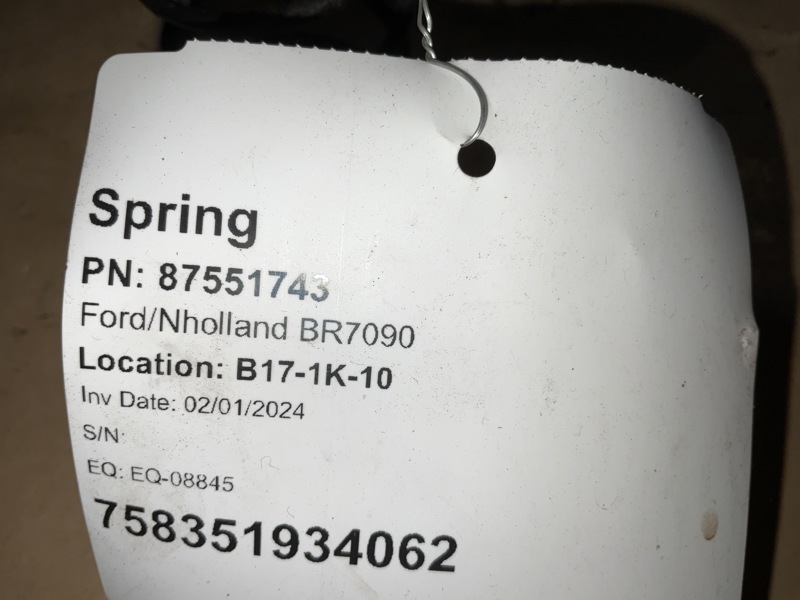 Spring
PN: 87551743
Ford/Nholland BR7090
Location: B17-1K-10
Inv Date: 02/01/2024
S/N:
EQ: EQ-08845
758351934062